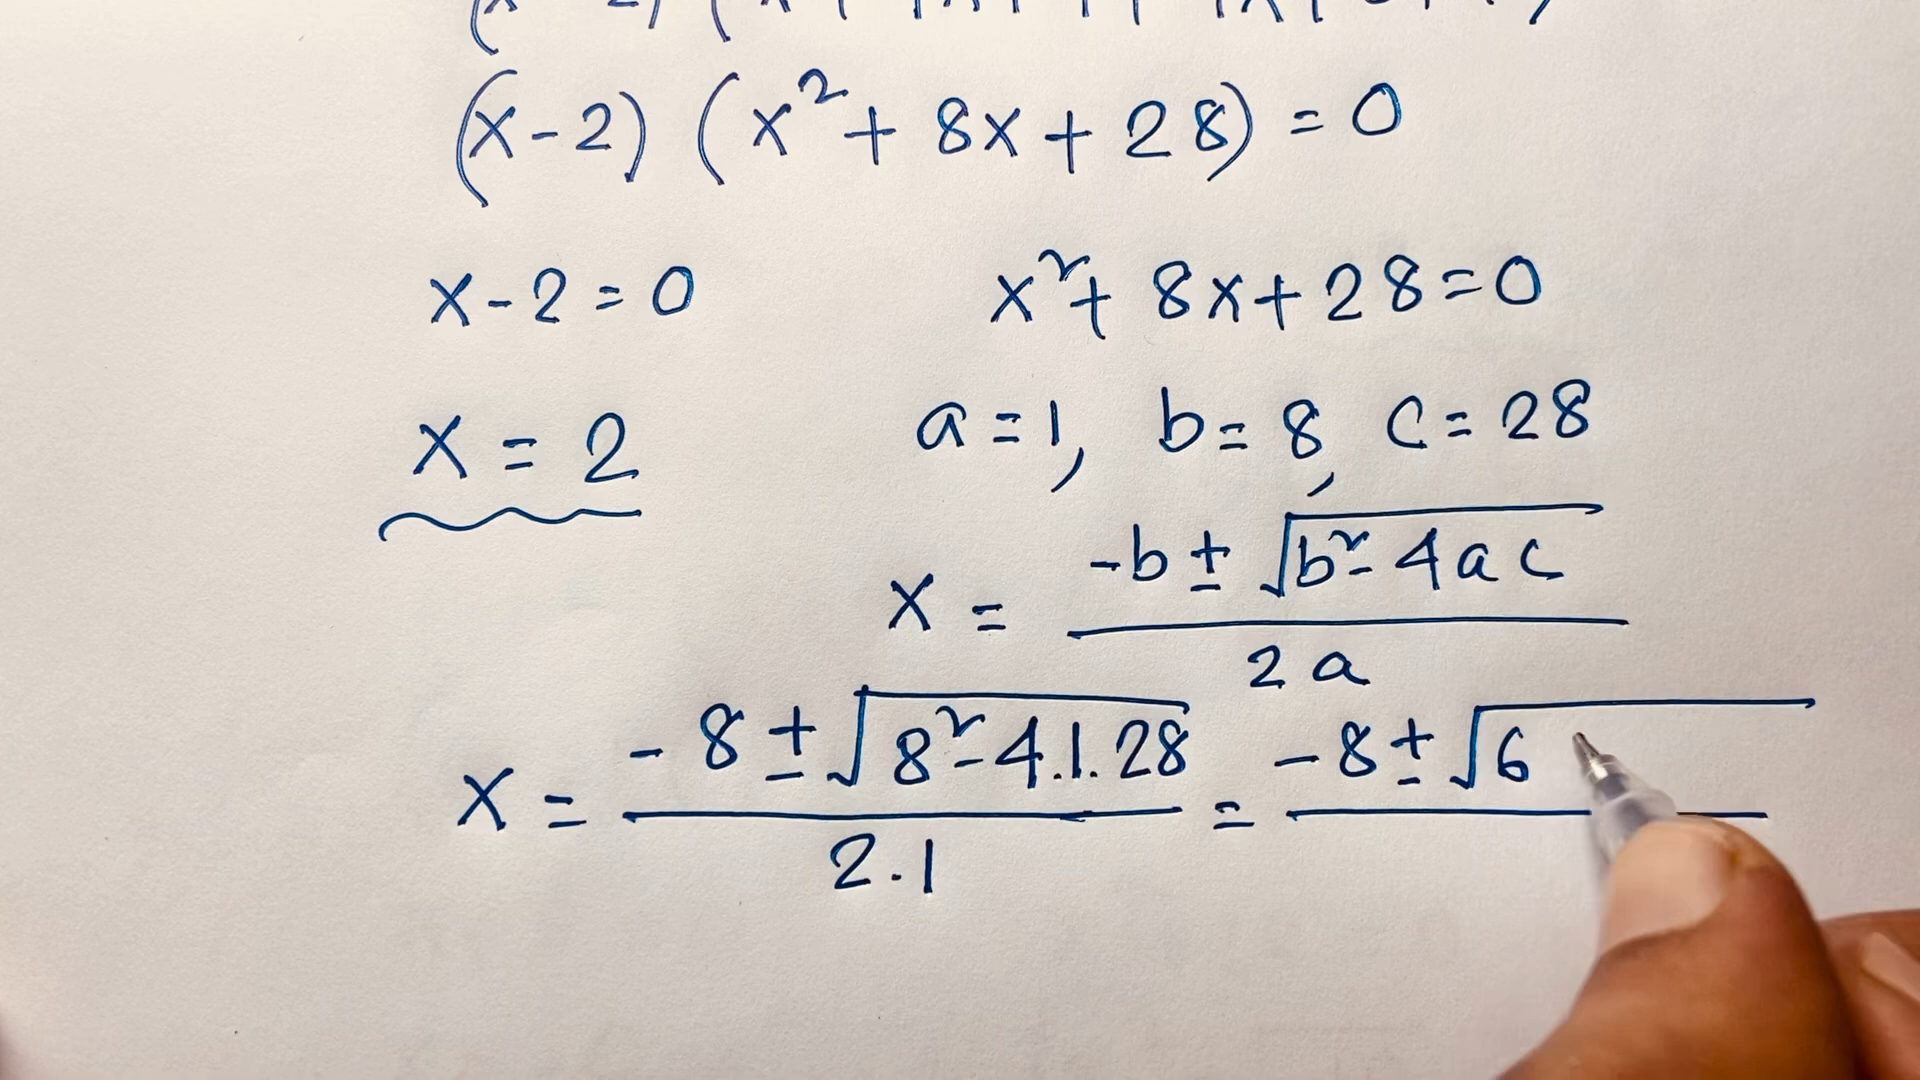 (x-2) (x²+ 8x+28)=0
x-2=0
x²+ 8x+28=0
x = 2
a=1, b=8, c=28
x = -b ± √b²-4ac / 2a
x = -8 ± √8²-4.1.28 / 2.1 = -8 ± √6